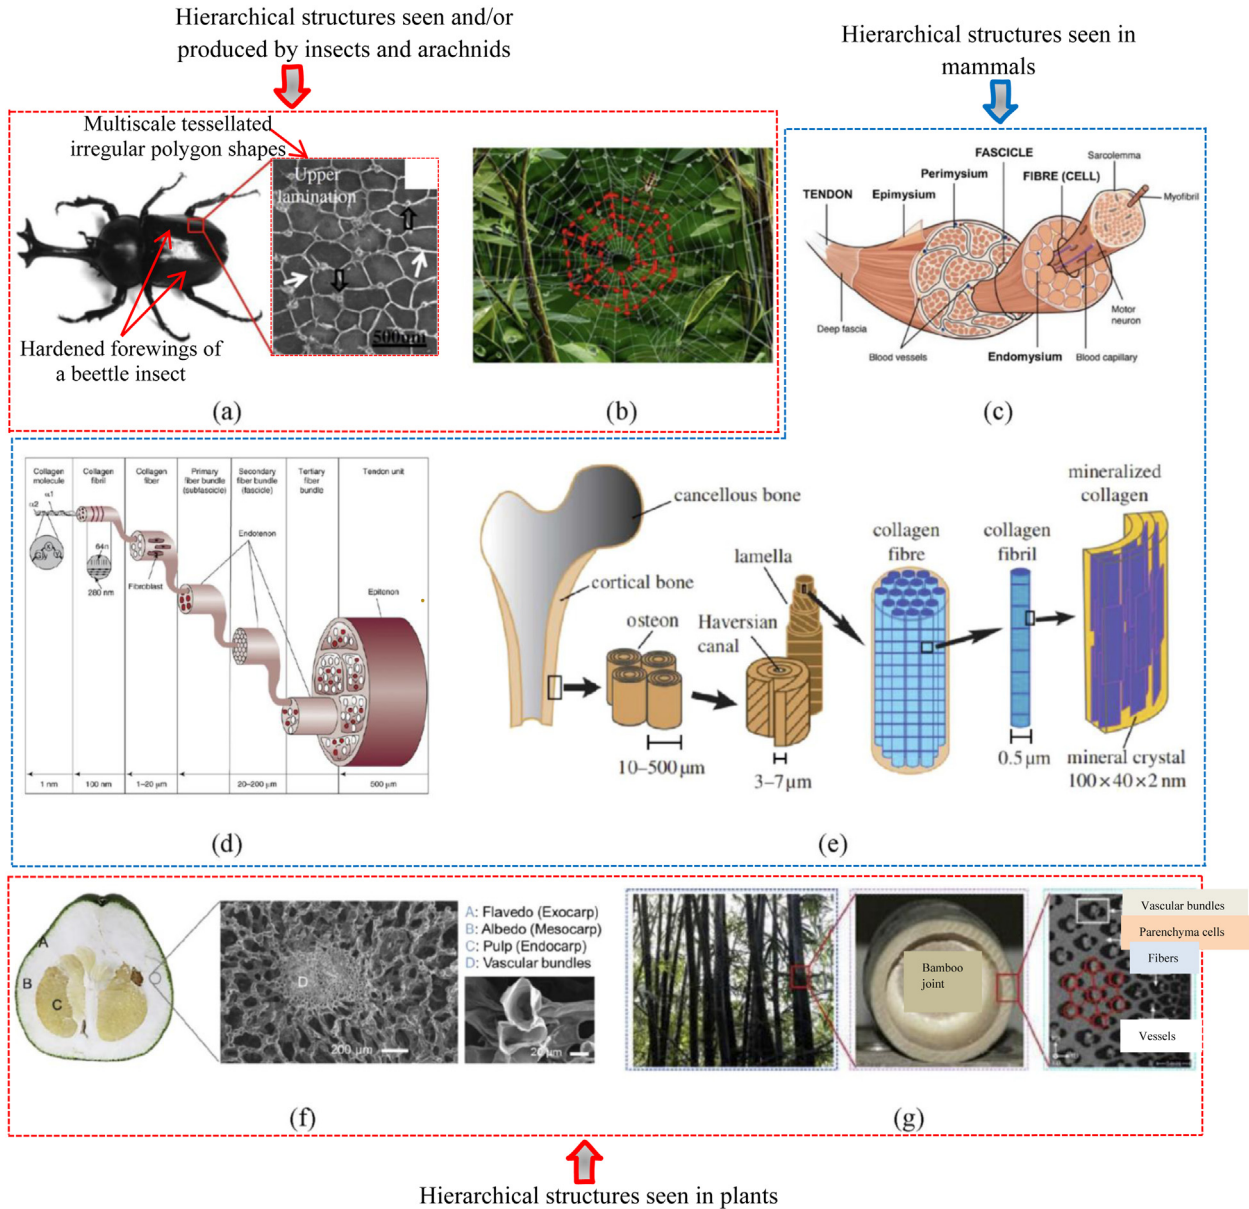 Hierarchical structures seen and/or
produced by insects and arachnids
Hierarchical structures seen in
mammals
Multiscale tessellated
irregular polygon shapes
Upper
lamination
500nm
Hardened forewings of
a beettle insect
(a)
(b)
FASCICLE
Sarcolemma
Perimysium
FIBRE (CELL)
TENDON
Epimysium
Myofibril
Deep fascia
Motor
neuron
Blood vessels
Endomysium
Blood capillary
(c)
Collagen
molecule
Collagen
fibril
Collagen
fiber
Primary
fiber bundle
(subfascicle)
Secondary
fiber bundle
(fascicle)
Tertiary
fiber
bundle
Tendon unit
α1
α2
64n
280 nm
Fibroblast
Endotenon
Epitenon
1 nm
100 nm
1–20 μm
20–200 μm
500 μm
(d)
cancellous bone
cortical bone
osteon
Haversian
canal
lamella
collagen
fibre
collagen
fibril
mineralized
collagen
10–500 μm
3–7μm
0.5 μm
mineral crystal
100×40×2 nm
(e)
A
B
C
D
200 μm
A: Flavedo (Exocarp)
B: Albedo (Mesocarp)
C: Pulp (Endocarp)
D: Vascular bundles
20 μm
(f)
Bamboo
joint
Vascular bundles
Parenchyma cells
Fibers
Vessels
(g)
Hierarchical structures seen in plants